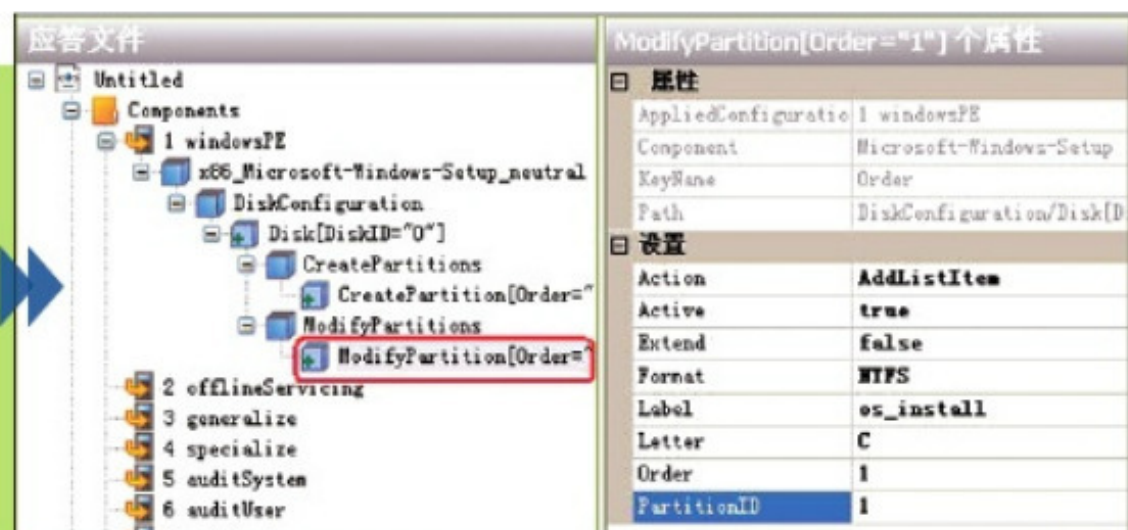 应答文件
Untitled
Components
1 windowsPE
x86_Microsoft-Windows-Setup_neutral
DiskConfiguration
Disk[DiskID="0"]
CreatePartitions
CreatePartition[Order="
ModifyPartitions
ModifyPartition[Order="
2 offlineServicing
3 generalize
4 specialize
5 auditSystem
6 auditUser
ModifyPartition[Order="1"] 个属性
属性
AppliedConfiguratio 1 windowsPE
Component Microsoft-Windows-Setup
KeyName Order
Path DiskConfiguration/Disk[D
设置
Action AddListItem
Active true
Extend false
Format NTFS
Label os_install
Letter C
Order 1
PartitionID 1